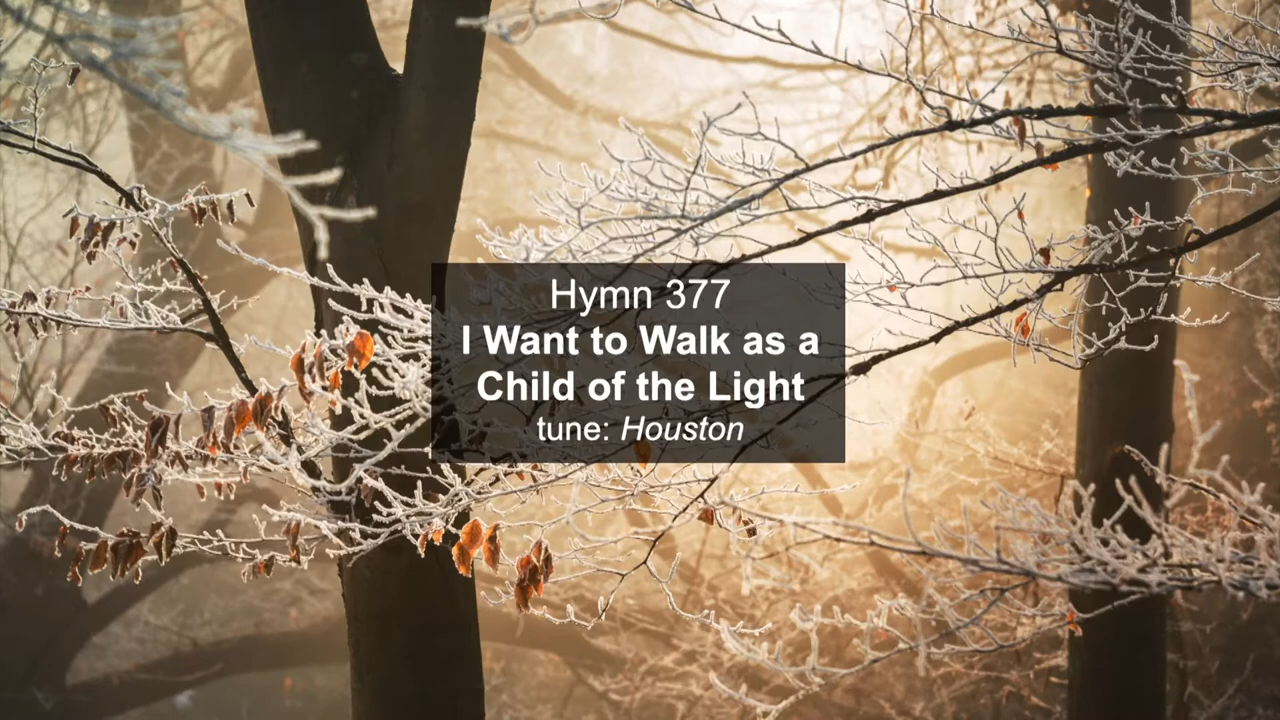 Hymn 377
I Want to Walk as a
Child of the Light
tune: Houston